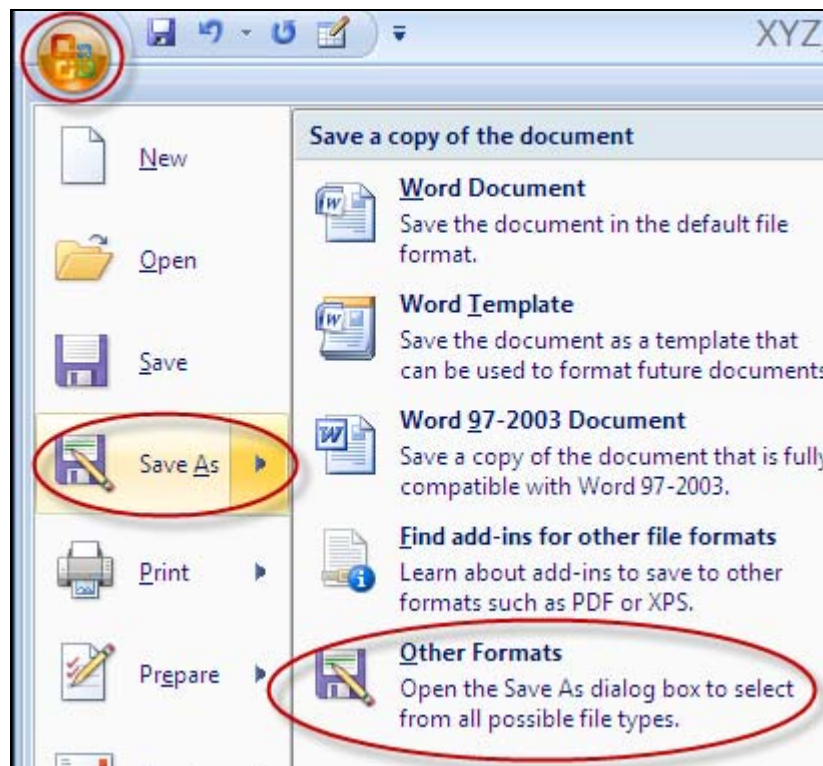 XYZ
New
Open
Save
Save As
Print
Prepare
Save a copy of the document
Word Document
Save the document in the default file
format.
Word Template
Save the document as a template that
can be used to format future documents
Word 97-2003 Document
Save a copy of the document that is fully
compatible with Word 97-2003.
Find add-ins for other file formats
Learn about add-ins to save to other
formats such as PDF or XPS.
Other Formats
Open the Save As dialog box to select
from all possible file types.